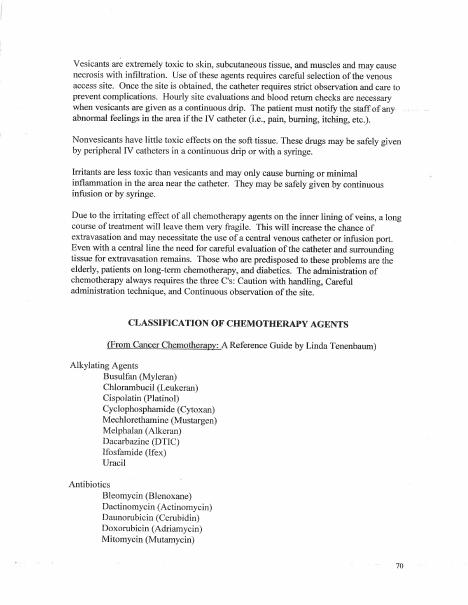 Vesicants are extremely toxic to skin, subcutaneous tissue, and muscles and may cause
necrosis with infiltration. Use of these agents requires careful selection of the venous
access site. Once the site is obtained, the catheter requires strict observation and care to
prevent complications. Hourly site evaluations and blood return checks are necessary
when vesicants are given as a continuous drip. The patient must notify the staff of any
abnormal feelings in the area if the IV catheter (i.e., pain, burning, itching, etc.).
Nonvesicants have little toxic effects on the soft tissue. These drugs may be safely given
by peripheral IV catheters in a continuous drip or with a syringe.
Irritants are less toxic than vesicants and may only cause burning or minimal
inflammation in the area near the catheter. They may be safely given by continuous
infusion or by syringe.
Due to the irritating effect of all chemotherapy agents on the inner lining of veins, a long
course of treatment will leave them very fragile. This will increase the chance of
extravasation and may necessitate the use of a central venous catheter or infusion port.
Even with a central line the need for careful evaluation of the catheter and surrounding
tissue for extravasation remains. Those who are predisposed to these problems are the
elderly, patients on long-term chemotherapy, and diabetics. The administration of
chemotherapy always requires the three C's: Caution with handling, Careful
administration technique, and Continuous observation of the site.
CLASSIFICATION OF CHEMOTHERAPY AGENTS
(From Cancer Chemotherapy: A Reference Guide by Linda Tenenbaum)
Alkylating Agents
Busulfan (Myleran)
Chlorambucil (Leukeran)
Cispolatin (Platinol)
Cyclophosphamide (Cytoxan)
Mechlorethamine (Mustargen)
Melphalan (Alkeran)
Dacarbazine (DTIC)
Ifosfamide (Ifex)
Uracil
Antibiotics
Bleomycin (Blenoxane)
Dactinomycin (Actinomycin)
Daunorubicin (Cerubidin)
Doxorubicin (Adriamycin)
Mitomycin (Mutamycin)
70